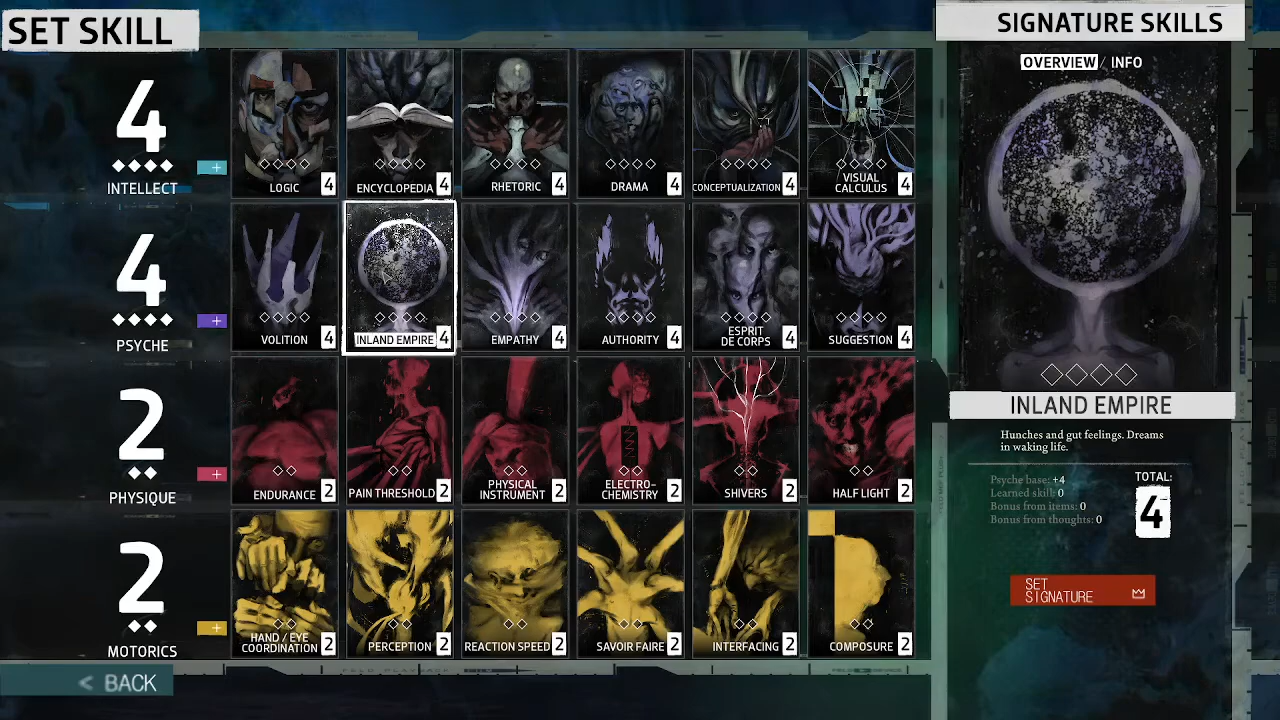 SET SKILL
SIGNATURE SKILLS
OVERVIEW / INFO
4
INTELLECT
+
LOGIC 4
ENCYCLOPEDIA 4
RHETORIC 4
DRAMA 4
CONCEPTUALIZATION 4
VISUAL
CALCULUS 4
4
PSYCHE
+
VOLITION 4
INLAND EMPIRE 4
EMPATHY 4
AUTHORITY 4
ESPRIT
DE CORPS 4
SUGGESTION 4
2
PHYSIQUE
+
ENDURANCE 2
PAIN THRESHOLD 2
PHYSICAL
INSTRUMENT 2
ELECTRO-
CHEMISTRY 2
SHIVERS 2
HALF LIGHT 2
2
MOTORICS
+
HAND / EYE
COORDINATION 2
PERCEPTION 2
REACTION SPEED 2
SAVOIR FAIRE 2
INTERFACING 2
COMPOSURE 2
INLAND EMPIRE
Hunches and gut feelings. Dreams
in waking life.
Psyche base: +4
Learned skill: 0
Bonus from items: 0
Bonus from thoughts: 0
TOTAL:
4
SET
SIGNATURE
< BACK